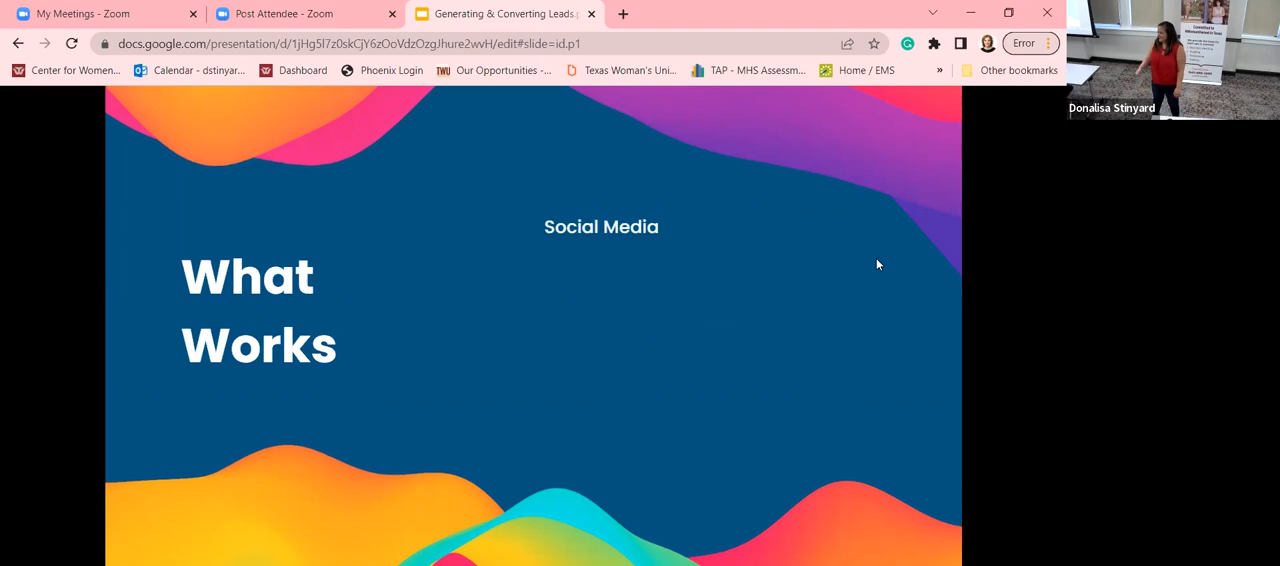 My Meetings - Zoom
Post Attendee - Zoom
Generating & Converting Leads.p
docs.google.com/presentation/d/1jHg5l7z0skCjY6zOoVdzOzgJhure2wvH/edit#slide=id.p1
Error
Center for Women...
Calendar - dstinyar...
Dashboard
Phoenix Login
TWU
Our Opportunities -...
Texas Woman's Uni...
TAP - MHS Assessm...
Home / EMS
»
Other bookmarks
Donalisa Stinyard
Social Media
What
Works